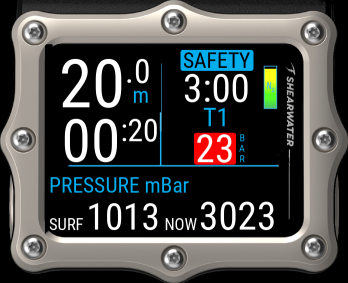 20.0
m
00:20
SAFETY
3:00
T1
23 BAR
N₂
SHEARWATER
PRESSURE mBar
SURF 1013 NOW 3023